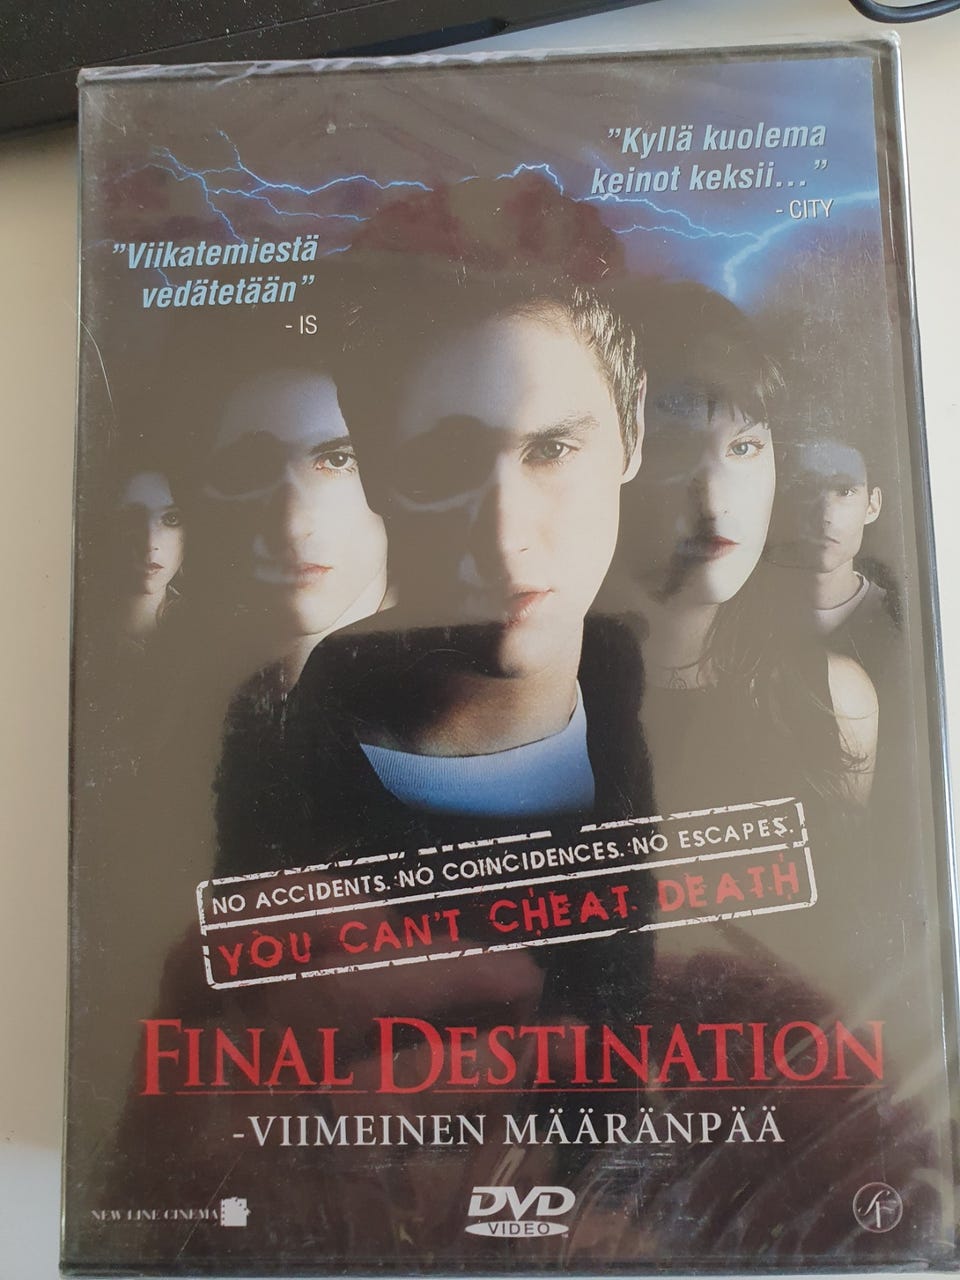 "Kyllä kuolema
keinot keksii..."
- CITY
"Viikatemiestä
vedätetään"
- IS
NO ACCIDENTS. NO COINCIDENCES. NO ESCAPES.
YOU CAN'T CHEAT DEATH
FINAL DESTINATION
-VIIMEINEN MÄÄRÄNPÄÄ
NEW LINE CINEMA
DVD
VIDEO
SF